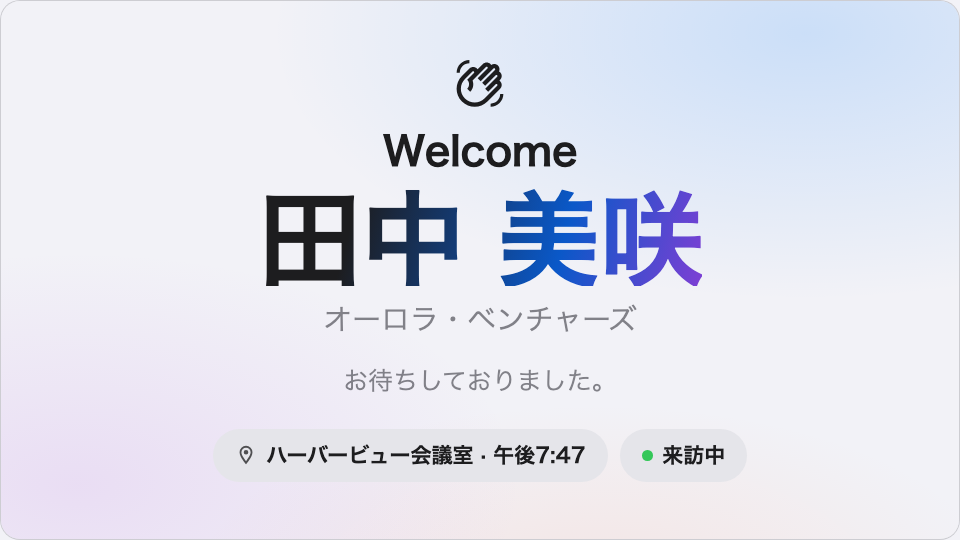 Welcome
田中 美咲
オーロラ・ベンチャーズ
お待ちしておりました。
ハーバービュー会議室 · 午後7:47
来訪中